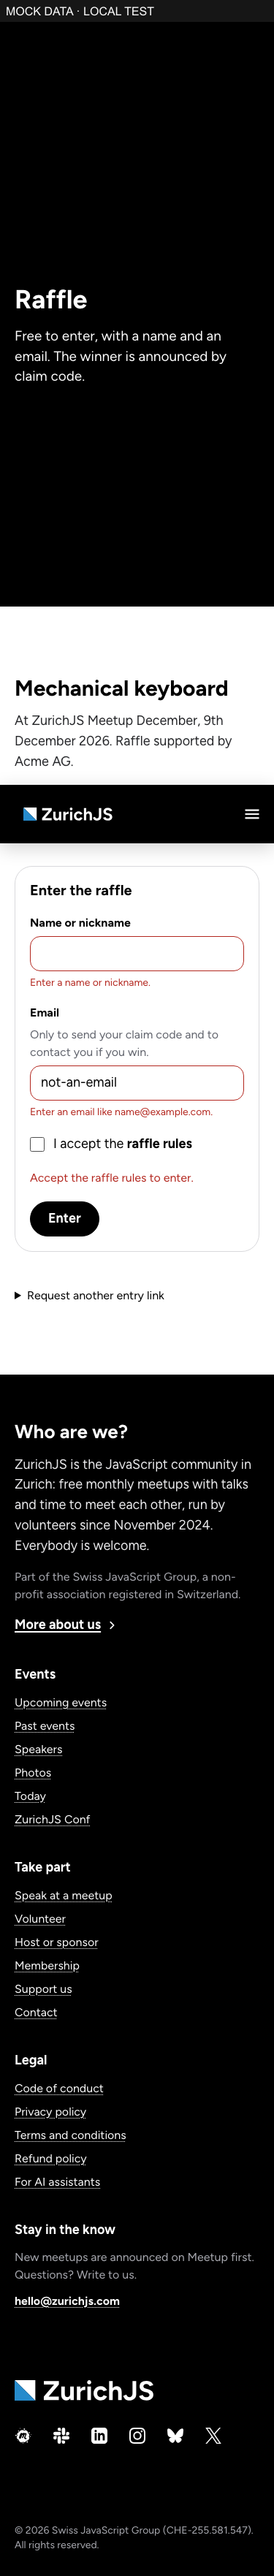 MOCK DATA · LOCAL TEST
Raffle
Free to enter, with a name and an
email. The winner is announced by
claim code.
Mechanical keyboard
At ZurichJS Meetup December, 9th
December 2026. Raffle supported by
Acme AG.
ZurichJS
Enter the raffle
Name or nickname
Enter a name or nickname.
Email
Only to send your claim code and to
contact you if you win.
not-an-email
Enter an email like name@example.com.
I accept the raffle rules
Accept the raffle rules to enter.
Enter
Request another entry link
Who are we?
ZurichJS is the JavaScript community in
Zurich: free monthly meetups with talks
and time to meet each other, run by
volunteers since November 2024.
Everybody is welcome.
Part of the Swiss JavaScript Group, a non-
profit association registered in Switzerland.
More about us
Events
Upcoming events
Past events
Speakers
Photos
Today
ZurichJS Conf
Take part
Speak at a meetup
Volunteer
Host or sponsor
Membership
Support us
Contact
Legal
Code of conduct
Privacy policy
Terms and conditions
Refund policy
For AI assistants
Stay in the know
New meetups are announced on Meetup first.
Questions? Write to us.
hello@zurichjs.com
ZurichJS
© 2026 Swiss JavaScript Group (CHE-255.581.547).
All rights reserved.